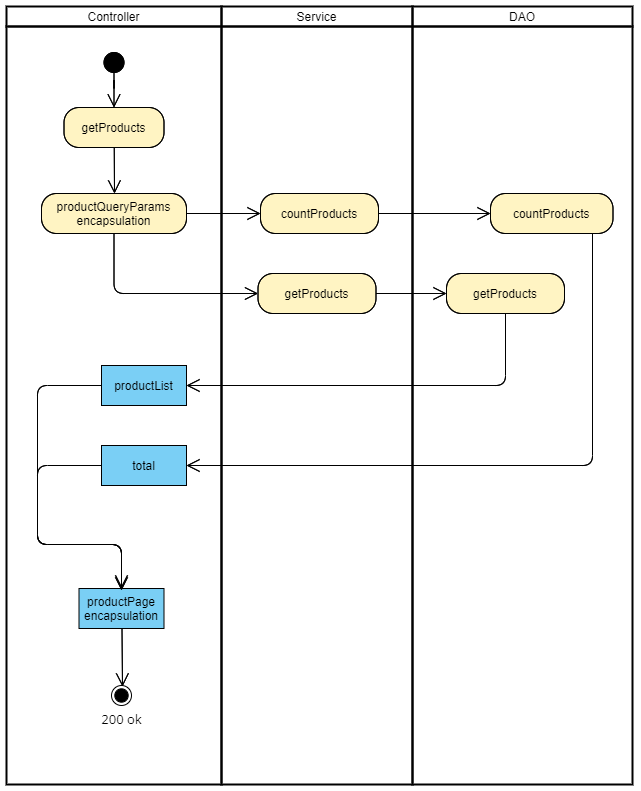 Controller
Service
DAO
getProducts
productQueryParams
encapsulation
countProducts
countProducts
getProducts
getProducts
productList
total
productPage
encapsulation
200 ok